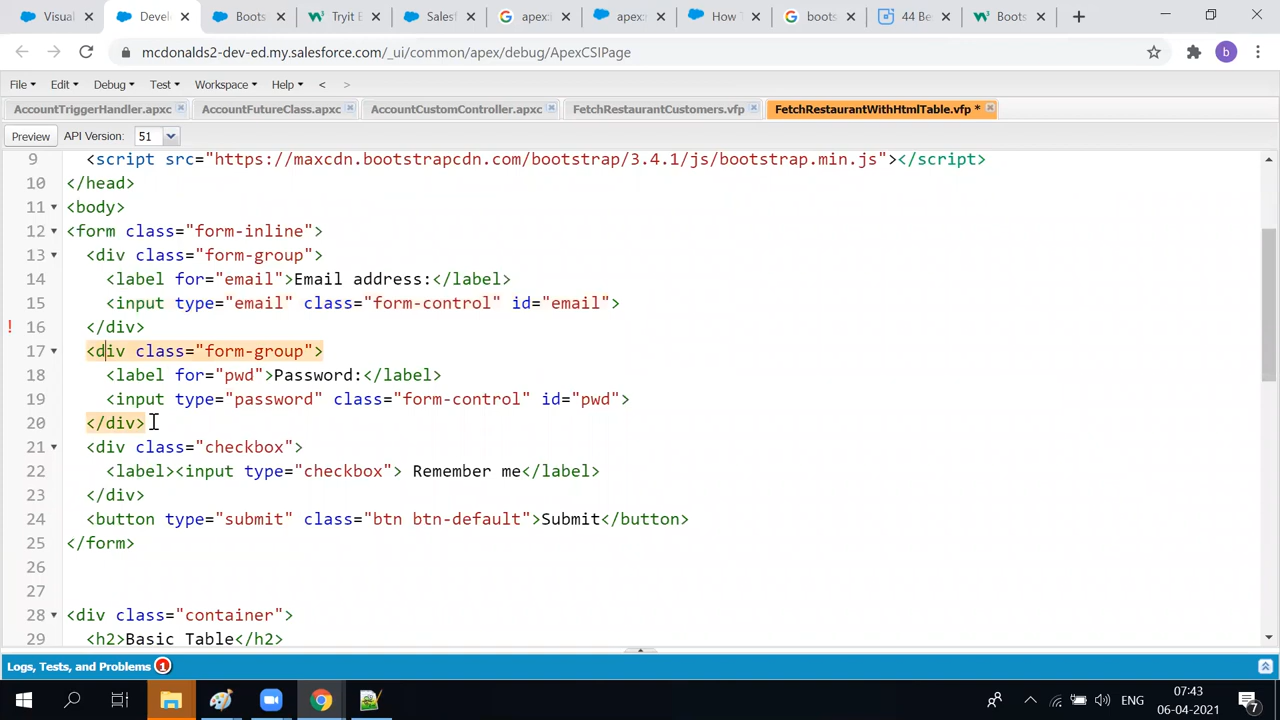 Visual
Develo
Boots
Tryit E
Salesf
apex:
apex:
How T
boots
44 Be
Boots
mcdonalds2-dev-ed.my.salesforce.com/_ui/common/apex/debug/ApexCSIPage
b
File Edit Debug Test Workspace Help < >
AccountTriggerHandler.apxc AccountFutureClass.apxc AccountCustomController.apxc FetchRestaurantCustomers.vfp FetchRestaurantWithHtmlTable.vfp *
Preview API Version: 51
9 <script src="https://maxcdn.bootstrapcdn.com/bootstrap/3.4.1/js/bootstrap.min.js"></script>
10 </head>
11 <body>
12 <form class="form-inline">
13 <div class="form-group">
14 <label for="email">Email address:</label>
15 <input type="email" class="form-control" id="email">
! 16 </div>
17 <div class="form-group">
18 <label for="pwd">Password:</label>
19 <input type="password" class="form-control" id="pwd">
20 </div>
21 <div class="checkbox">
22 <label><input type="checkbox"> Remember me</label>
23 </div>
24 <button type="submit" class="btn btn-default">Submit</button>
25 </form>
26
27
28 <div class="container">
29 <h2>Basic Table</h2>
Logs, Tests, and Problems 1
ENG
07:43
06-04-2021
7